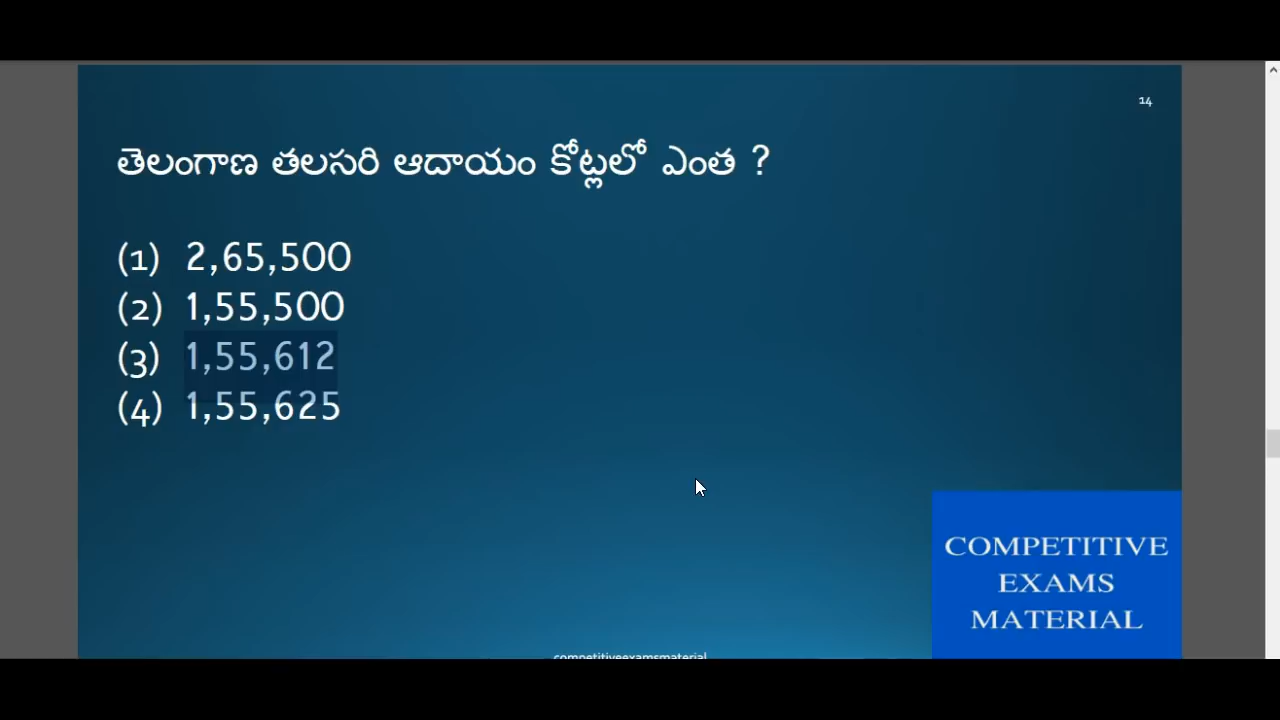 14
తెలంగాణ తలసరి ఆదాయం కోట్లలో ఎంత ?
(1) 2,65,500
(2) 1,55,500
(3) 1,55,612
(4) 1,55,625
COMPETITIVE
EXAMS
MATERIAL
competitiveexamsmaterial